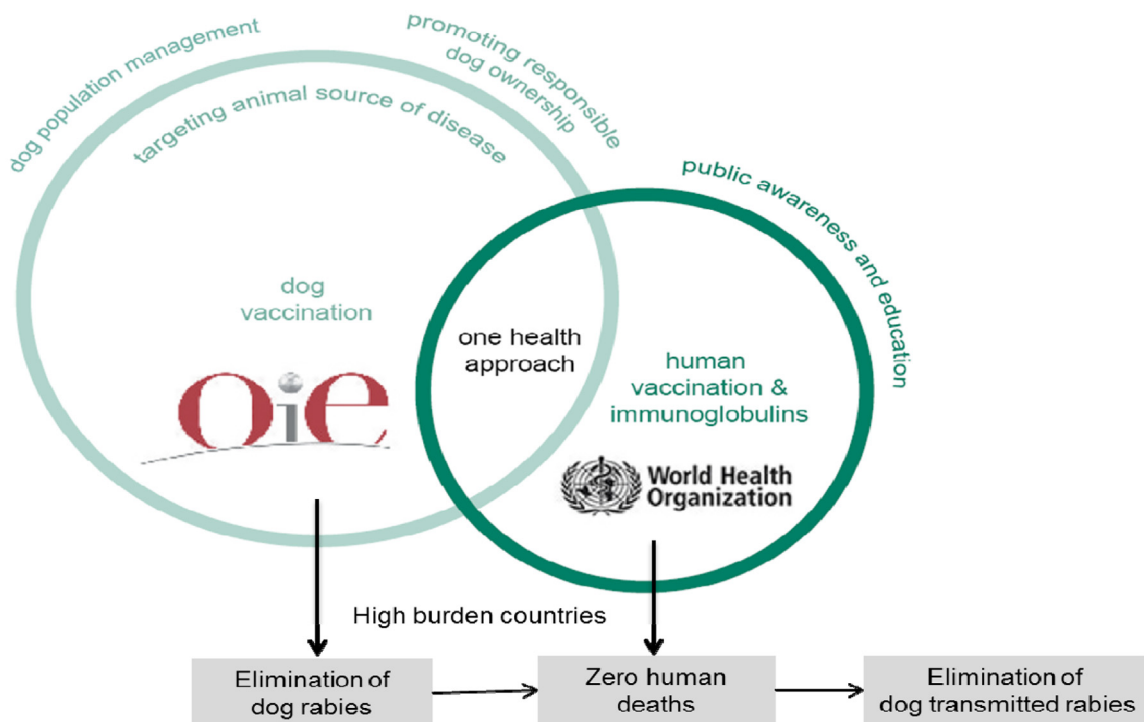 dog population management
promoting responsible
dog ownership
targeting animal source of disease
public awareness and education
dog
vaccination
one health
approach
human
vaccination &
immunoglobulins
oie
World Health
Organization
High burden countries
Elimination of
dog rabies
Zero human
deaths
Elimination of
dog transmitted rabies